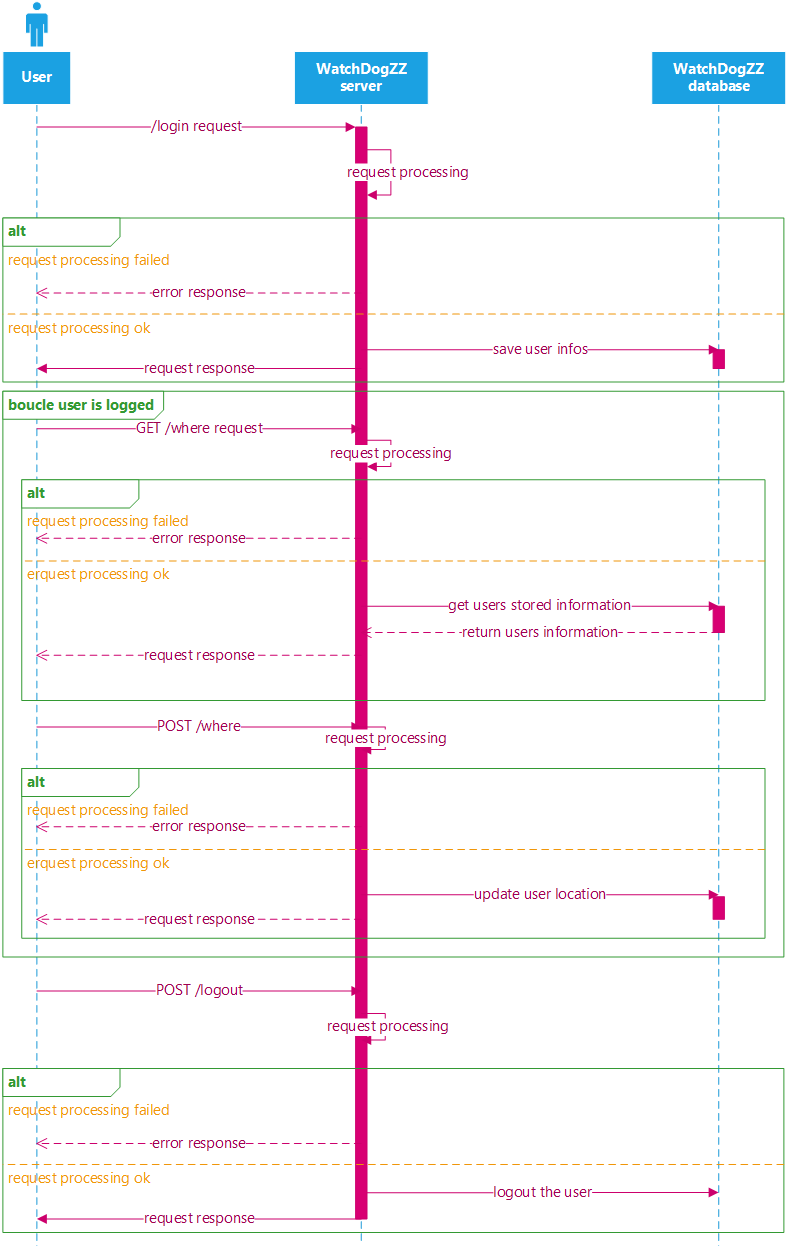 User
WatchDogZZ
server
WatchDogZZ
database
/login request
request processing
alt
request processing failed
error response
request processing ok
save user infos
request response
boucle user is logged
GET /where request
request processing
alt
request processing failed
error response
erquest processing ok
get users stored information
return users information
request response
POST /where
request processing
alt
request processing failed
error response
erquest processing ok
update user location
request response
POST /logout
request processing
alt
request processing failed
error response
request processing ok
logout the user
request response